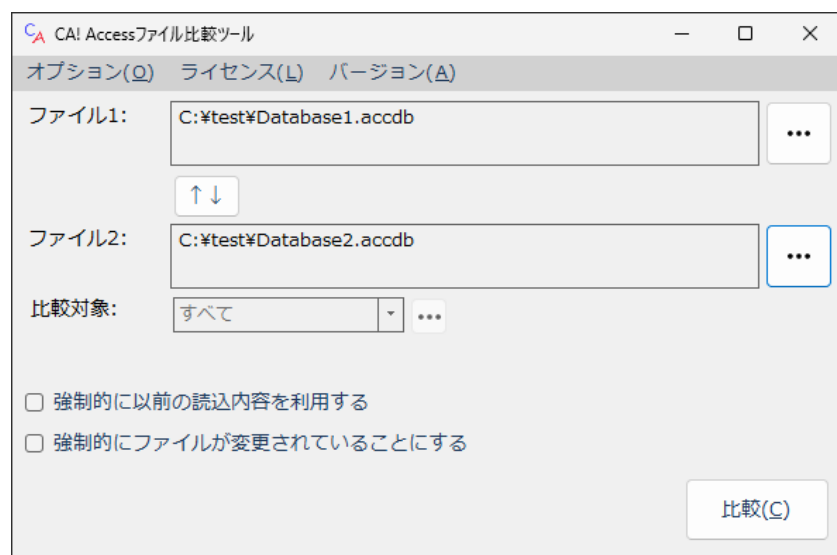 CA CA! Accessファイル比較ツール
オプション(O) ライセンス(L) バージョン(A)
ファイル1: C:¥test¥Database1.accdb •••
↑↓
ファイル2: C:¥test¥Database2.accdb •••
比較対象: すべて •••
強制的に以前の読込内容を利用する
強制的にファイルが変更されていることにする
比較(C)